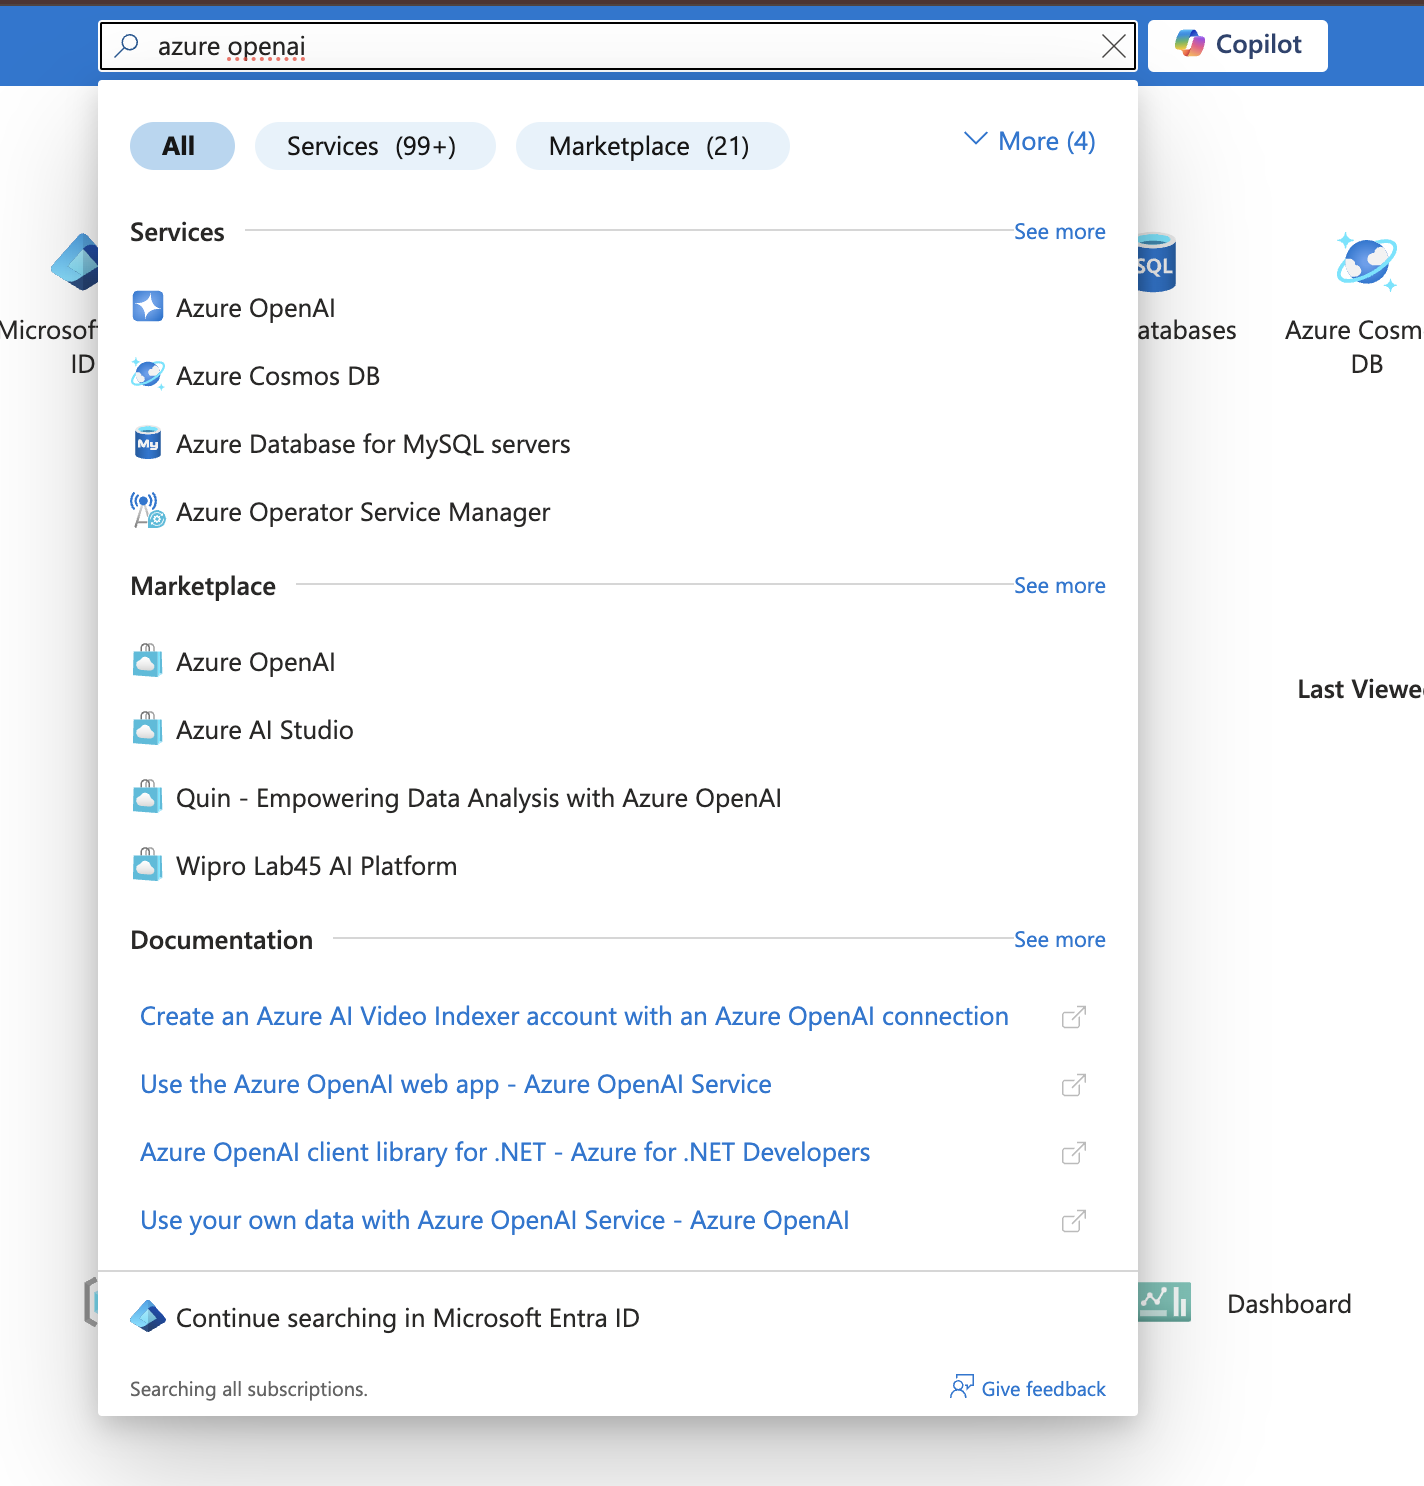 azure openai
Copilot
All
Services (99+)
Marketplace (21)
More (4)
Services
See more
Azure OpenAI
Azure Cosmos DB
My
Azure Database for MySQL servers
Azure Operator Service Manager
Marketplace
See more
Azure OpenAI
Azure AI Studio
Quin - Empowering Data Analysis with Azure OpenAI
Wipro Lab45 AI Platform
Documentation
See more
Create an Azure AI Video Indexer account with an Azure OpenAI connection
Use the Azure OpenAI web app - Azure OpenAI Service
Azure OpenAI client library for .NET - Azure for .NET Developers
Use your own data with Azure OpenAI Service - Azure OpenAI
Continue searching in Microsoft Entra ID
Searching all subscriptions.
Give feedback
Microsof
ID
SQL
atabases
Azure Cosm
DB
Last Viewe
Dashboard